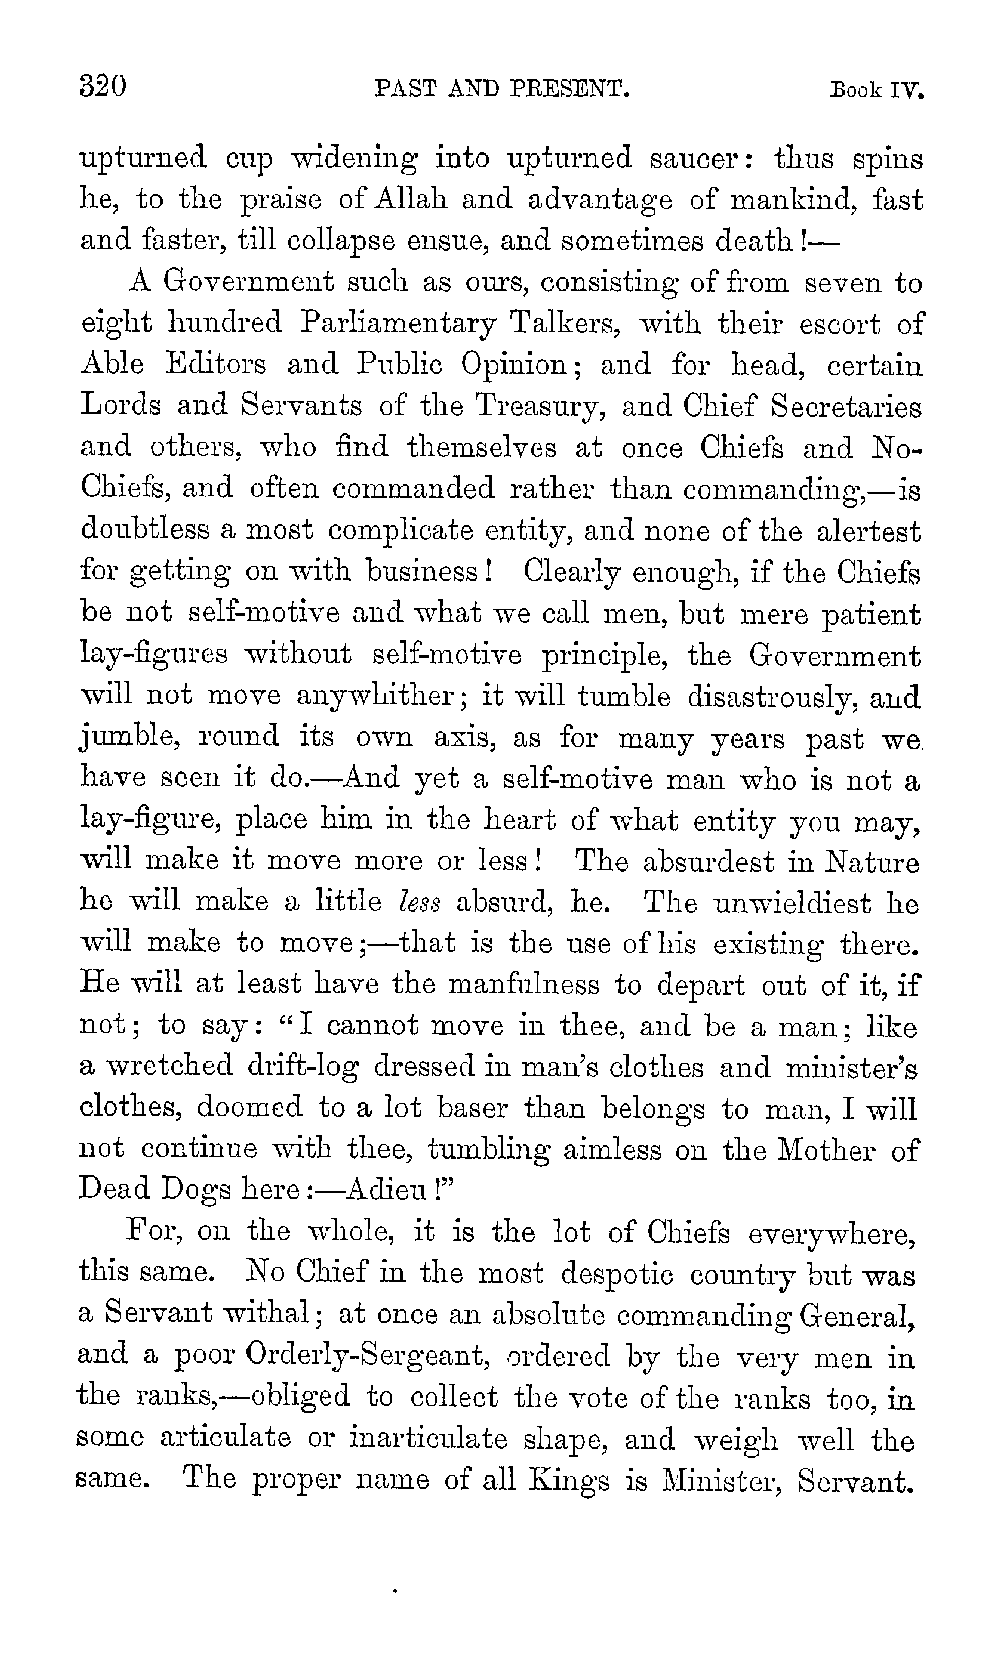 320 PAST AND PRESENT. Book IV.
upturned cup widening into upturned saucer: thus spins
he, to the praise of Allah and advantage of mankind, fast
and faster, till collapse ensue, and sometimes death!—
A Government such as ours, consisting of from seven to
eight hundred Parliamentary Talkers, with their escort of
Able Editors and Public Opinion; and for head, certain
Lords and Servants of the Treasury, and Chief Secretaries
and others, who find themselves at once Chiefs and No-
Chiefs, and often commanded rather than commanding,—is
doubtless a most complicate entity, and none of the alertest
for getting on with business! Clearly enough, if the Chiefs
be not self-motive and what we call men, but mere patient
lay-figures without self-motive principle, the Government
will not move anywhither; it will tumble disastrously, and
jumble, round its own axis, as for many years past we
have seen it do.—And yet a self-motive man who is not a
lay-figure, place him in the heart of what entity you may,
will make it move more or less! The absurdest in Nature
he will make a little less absurd, he. The unwieldiest he
will make to move;—that is the use of his existing there.
He will at least have the manfulness to depart out of it, if
not; to say: "I cannot move in thee, and be a man; like
a wretched drift-log dressed in man's clothes and minister's
clothes, doomed to a lot baser than belongs to man, I will
not continue with thee, tumbling aimless on the Mother of
Dead Dogs here:—Adieu!"
For, on the whole, it is the lot of Chiefs everywhere,
this same. No Chief in the most despotic country but was
a Servant withal; at once an absolute commanding General,
and a poor Orderly-Sergeant, ordered by the very men in
the ranks,—obliged to collect the vote of the ranks too, in
some articulate or inarticulate shape, and weigh well the
same. The proper name of all Kings is Minister, Servant.